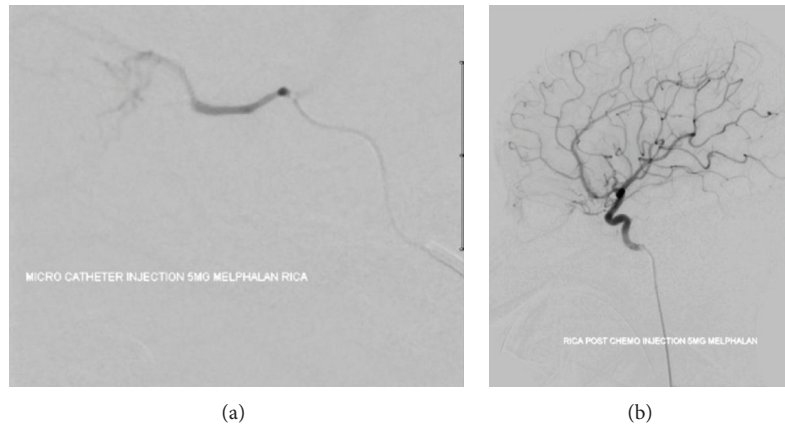 MICRO CATHETER INJECTION 5MG MELPHALAN RICA
RICA POST CHEMO INJECTION 5MG MELPHALAN
(a)
(b)